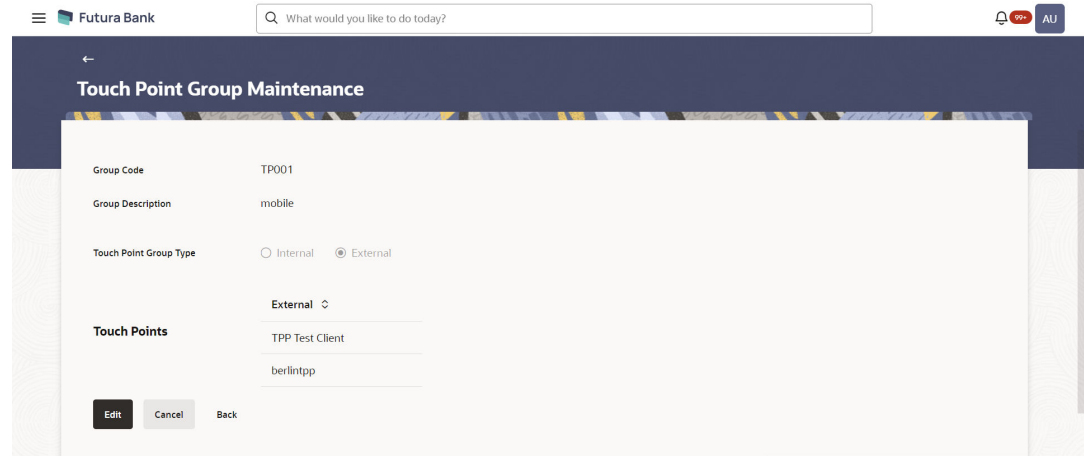 Futura Bank What would you like to do today? 99+ AU
Touch Point Group Maintenance
Group Code TP001
Group Description mobile
Touch Point Group Type Internal External
External
Touch Points
TPP Test Client
berlintpp
Edit Cancel Back